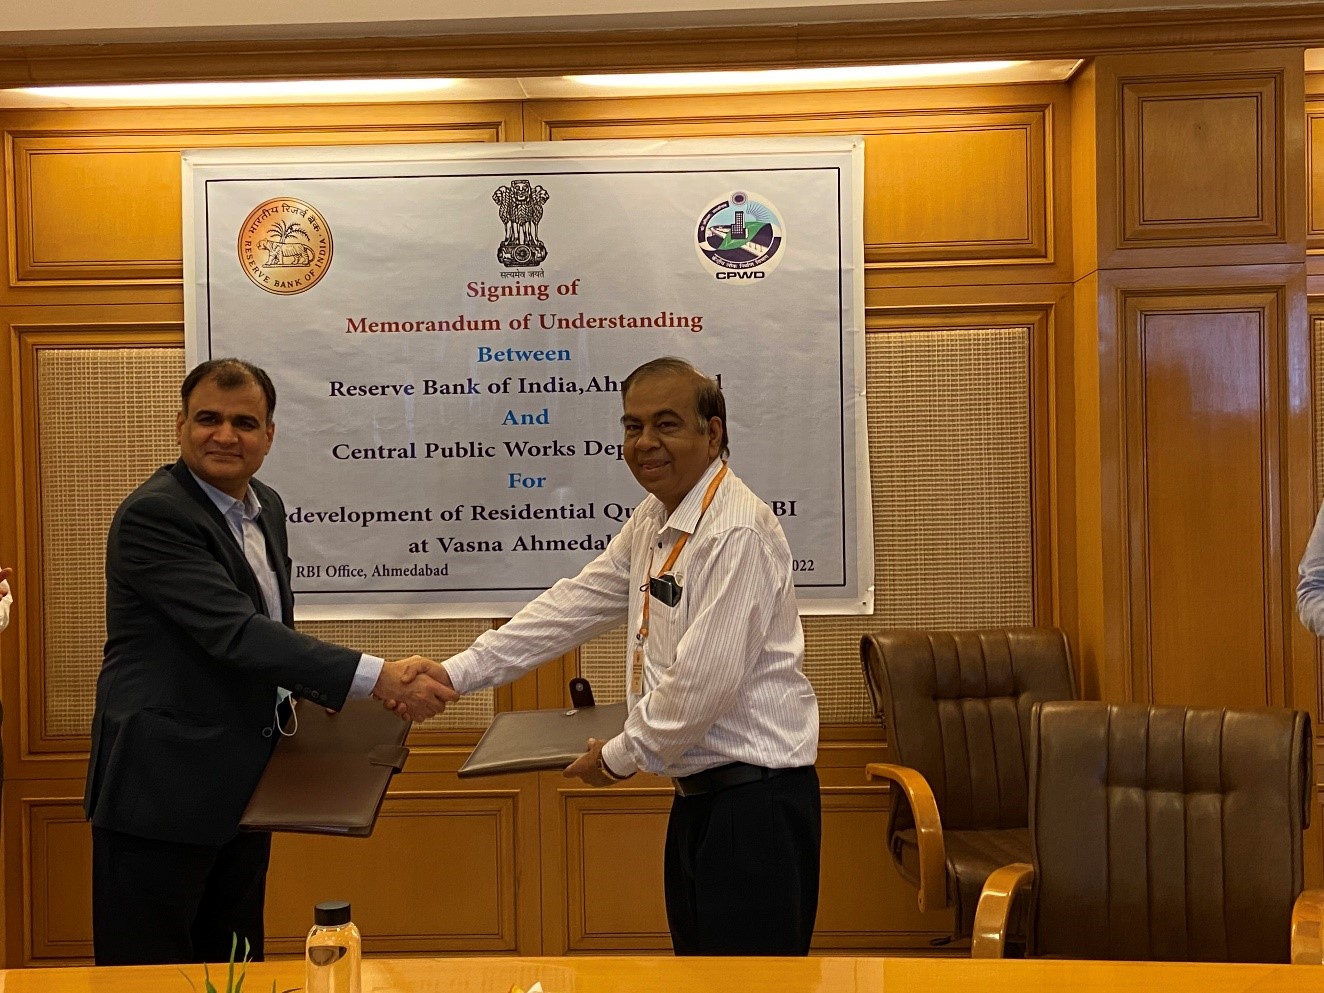 भारतीय रिज़र्व बैंक
RESERVE BANK OF INDIA
सत्यमेव जयते
केन्द्रीय लोक निर्माण विभाग
CPWD
Signing of
Memorandum of Understanding
Between
Reserve Bank of India,Ahm d
And
Central Public Works Dep
For
edevelopment of Residential Qu BI
at Vasna Ahmedab
RBI Office, Ahmedabad 022